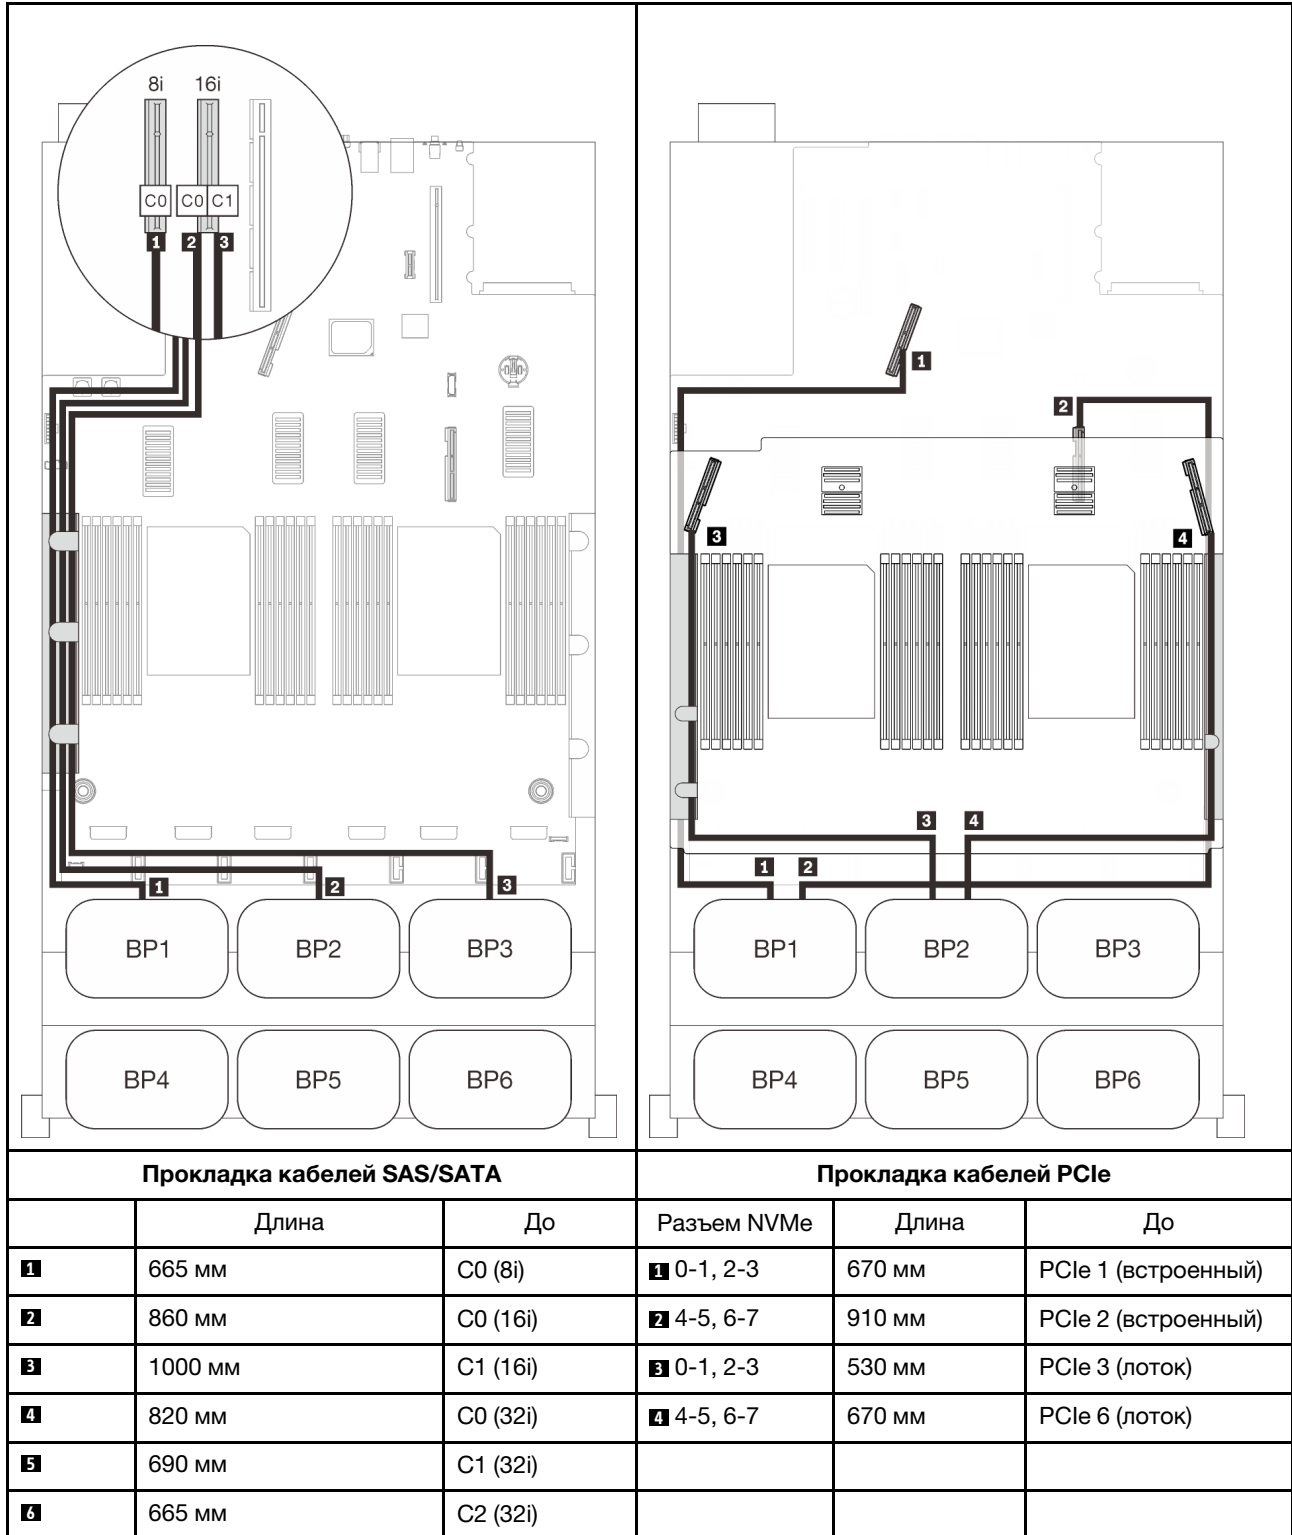 8i 16i
C0 C0 C1
1 2 3
1 2 3
BP1 BP2 BP3
BP4 BP5 BP6
1
2
3 4
3 4
1 2
BP1 BP2 BP3
BP4 BP5 BP6
Прокладка кабелей SAS/SATA Прокладка кабелей PCIe
Длина До Разъем NVMe Длина До
1 665 мм C0 (8i) 1 0-1, 2-3 670 мм PCIe 1 (встроенный)
2 860 мм C0 (16i) 2 4-5, 6-7 910 мм PCIe 2 (встроенный)
3 1000 мм C1 (16i) 3 0-1, 2-3 530 мм PCIe 3 (лоток)
4 820 мм C0 (32i) 4 4-5, 6-7 670 мм PCIe 6 (лоток)
5 690 мм C1 (32i)
6 665 мм C2 (32i)